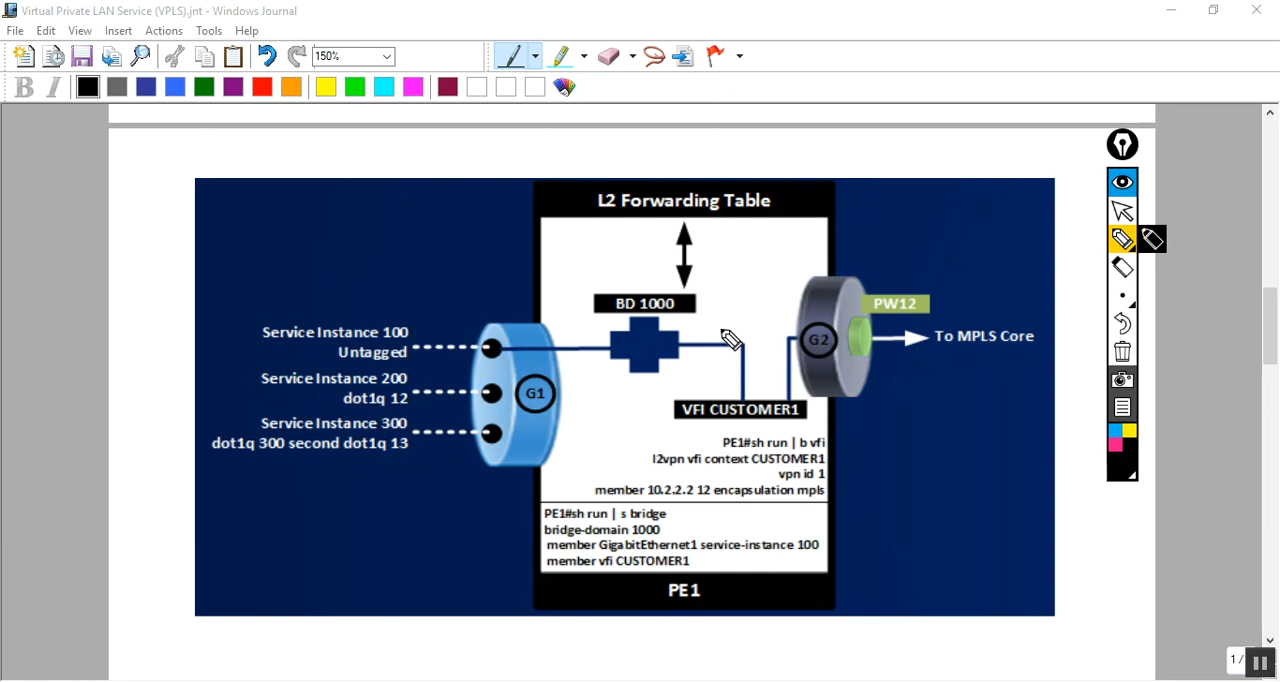 Virtual Private LAN Service (VPLS).jnt - Windows Journal
File Edit View Insert Actions Tools Help
150%
B I
L2 Forwarding Table
BD 1000
PW12
Service Instance 100
Untagged
G2
To MPLS Core
Service Instance 200
dot1q 12
G1
VFI CUSTOMER1
Service Instance 300
dot1q 300 second dot1q 13
PE1#sh run | b vfi
l2vpn vfi context CUSTOMER1
vpn id 1
member 10.2.2.2 12 encapsulation mpls
PE1#sh run | s bridge
bridge-domain 1000
member GigabitEthernet1 service-instance 100
member vfi CUSTOMER1
PE1
1 /